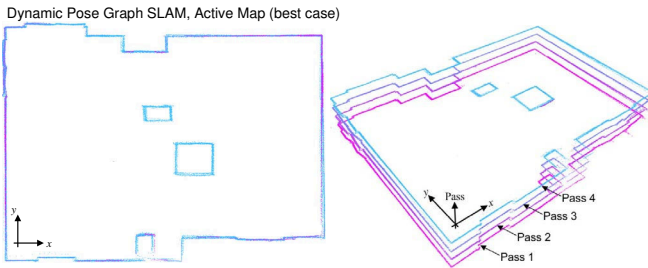 Dynamic Pose Graph SLAM, Active Map (best case)
y
x
y
Pass
x
Pass 4
Pass 3
Pass 2
Pass 1